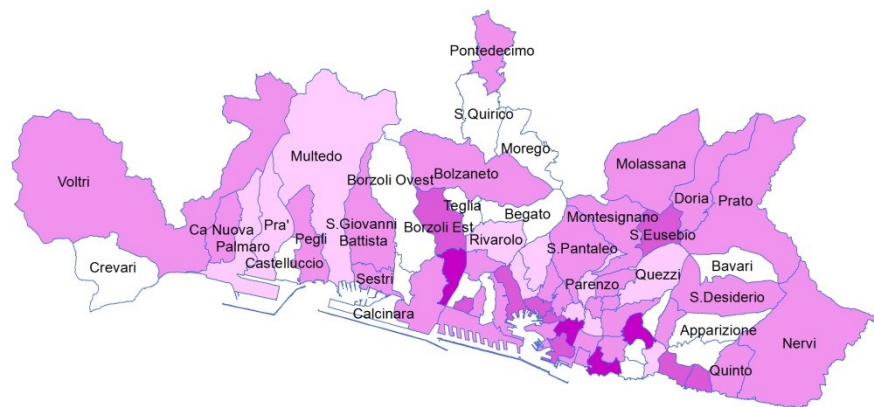 Pontedecimo
S.Quirico
Morego
Multedo
Molassana
Borzoli Ovest
Bolzaneto
Voltri
Teglia
Doria
Prato
Begato
Montesignano
Ca Nuova
Pra'
S.Giovanni
Battista
Borzoli Est
S.Eusebio
Palmaro
Pegli
Rivarolo
S.Pantaleo
Crevari
Castelluccio
Sestri
Parenzo
Quezzi
Bavari
S.Desiderio
Calcinara
Apparizione
Nervi
Quinto